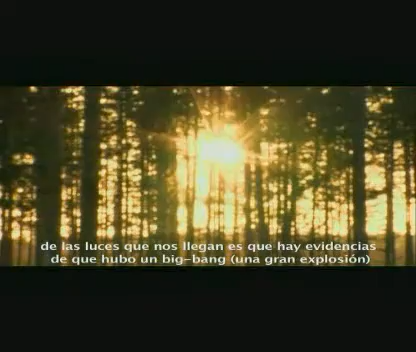 de las luces que nos llegan es que hay evidencias
de que hubo un big-bang (una gran explosión)